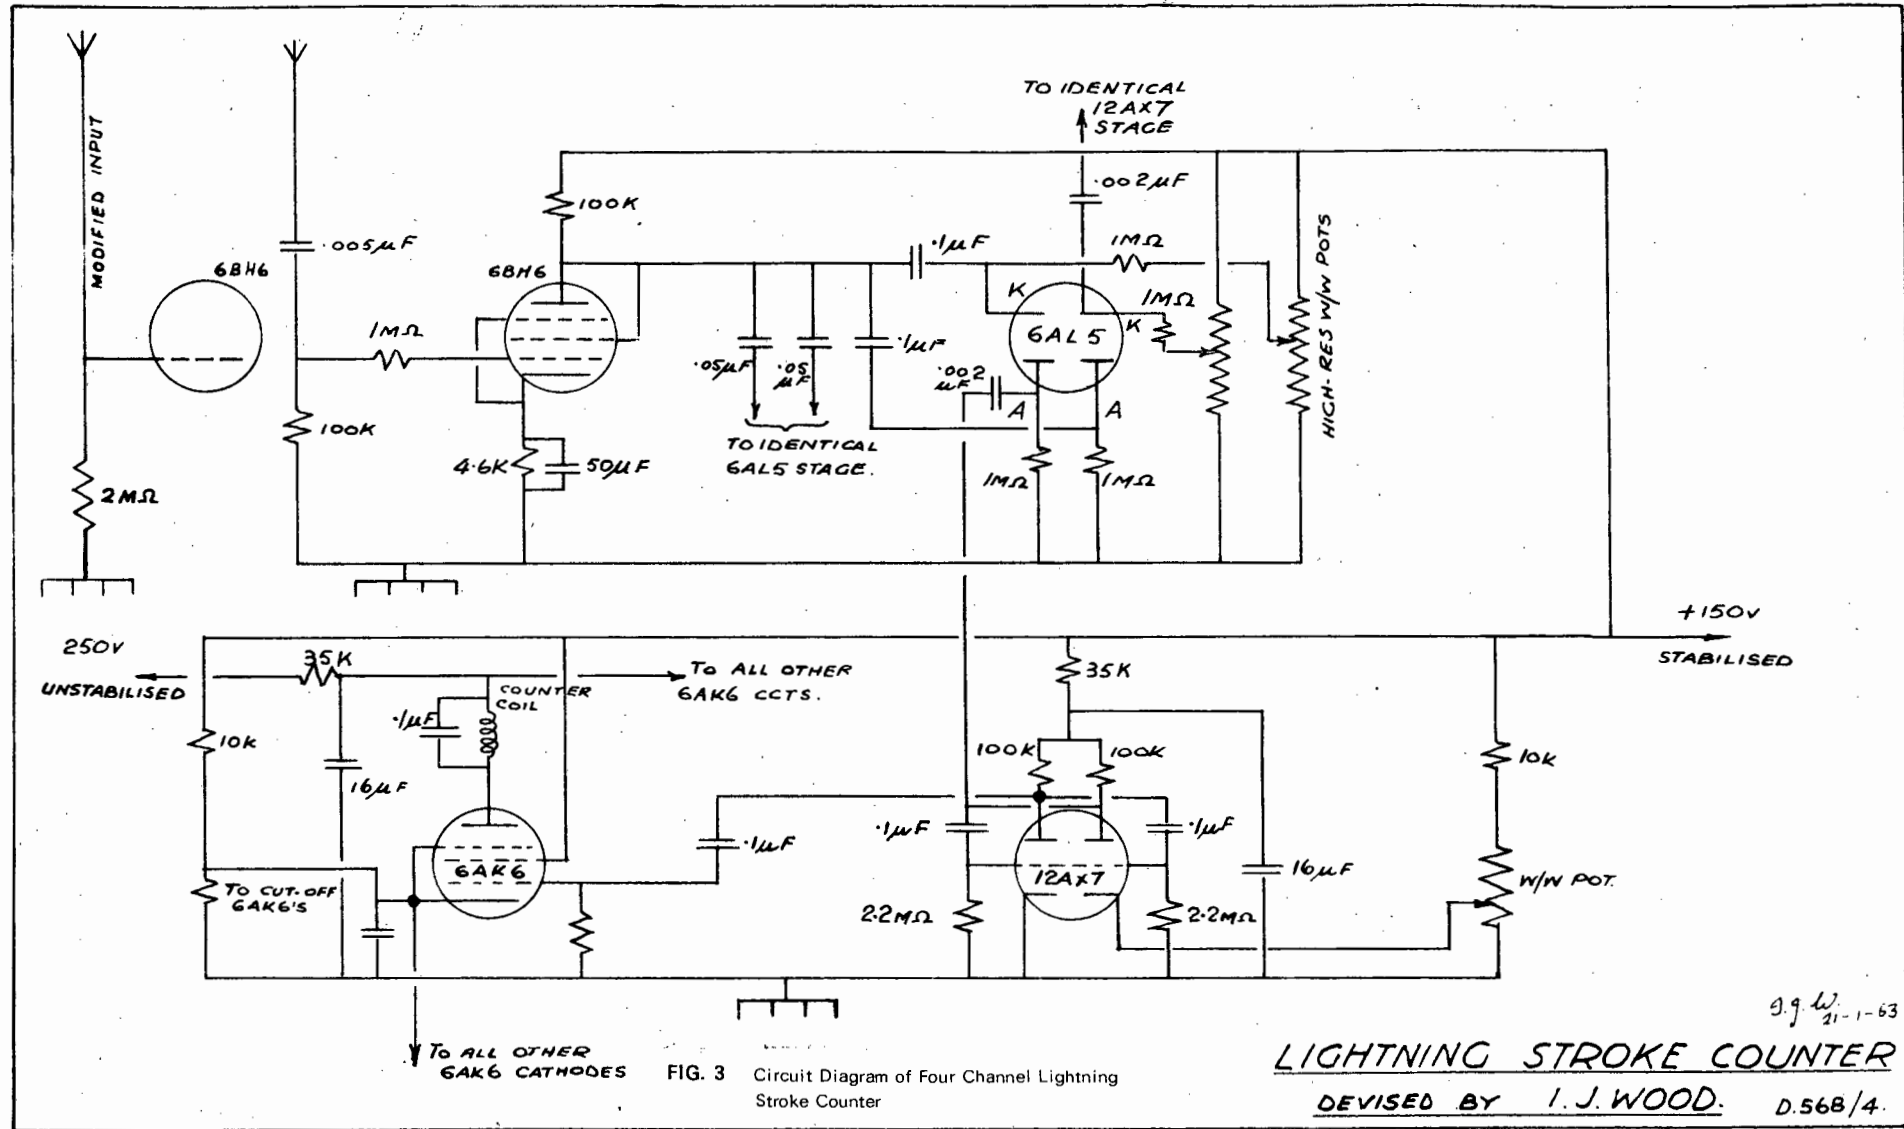 MODIFIED INPUT
6BH6
2MΩ
.005µF
1MΩ
100K
100K
6BH6
4.6K
50µF
.05µF
.05
µF
.1µF
TO IDENTICAL
6AL5 STAGE.
.1µF
TO IDENTICAL
12AX7
STAGE
.002µF
1MΩ
K
6AL5
K
1MΩ
.002
µF
A
A
1MΩ
1MΩ
HIGH-RES W/W POTS
+150V
STABILISED
250V
UNSTABILISED
35K
TO ALL OTHER
6AK6 CCTS.
COUNTER
COIL
.1µF
10K
16µF
6AK6
TO CUT-OFF
6AK6'S
.1µF
35K
100K
100K
.1µF
.1µF
12AX7
2.2MΩ
2.2MΩ
16µF
10K
W/W POT.
TO ALL OTHER
6AK6 CATHODES
FIG. 3 Circuit Diagram of Four Channel Lightning
Stroke Counter
21-1-63
LIGHTNING STROKE COUNTER
DEVISED BY I.J. WOOD. D.568/4.